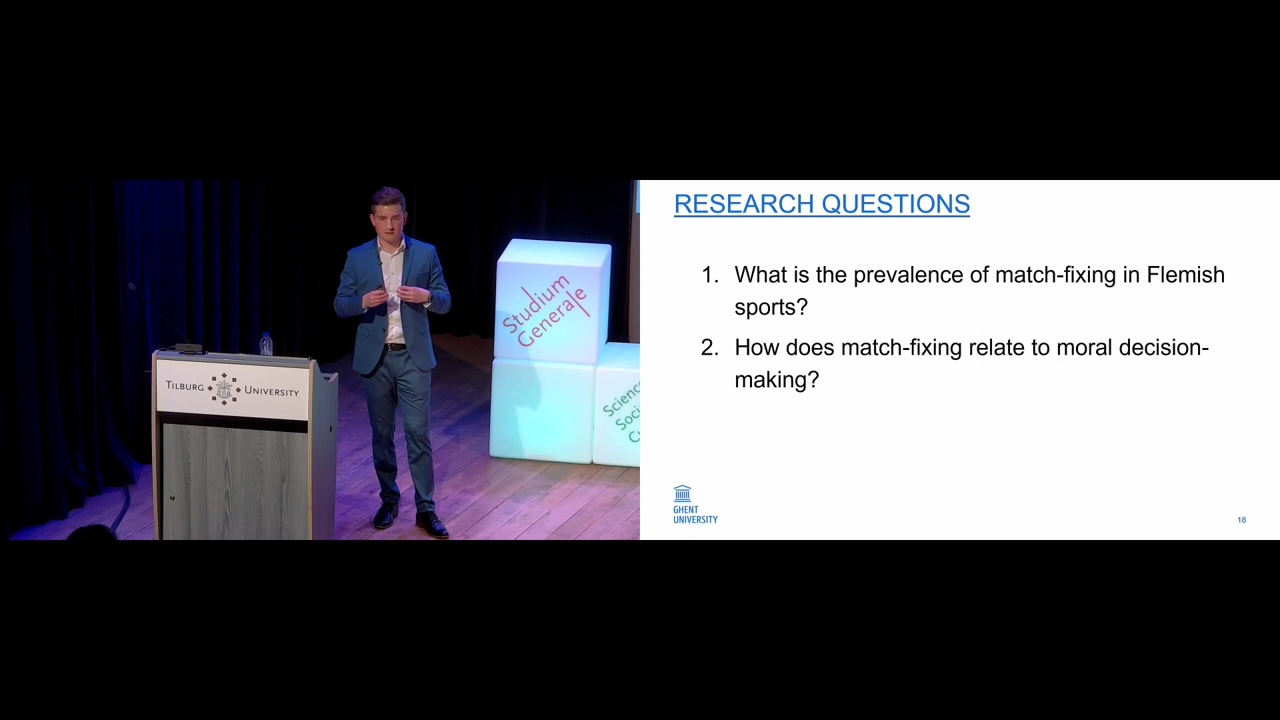 Studium
Generale
TILBURG UNIVERSITY
RESEARCH QUESTIONS
1. What is the prevalence of match-fixing in Flemish
sports?
2. How does match-fixing relate to moral decision-
making?
GHENT
UNIVERSITY
18